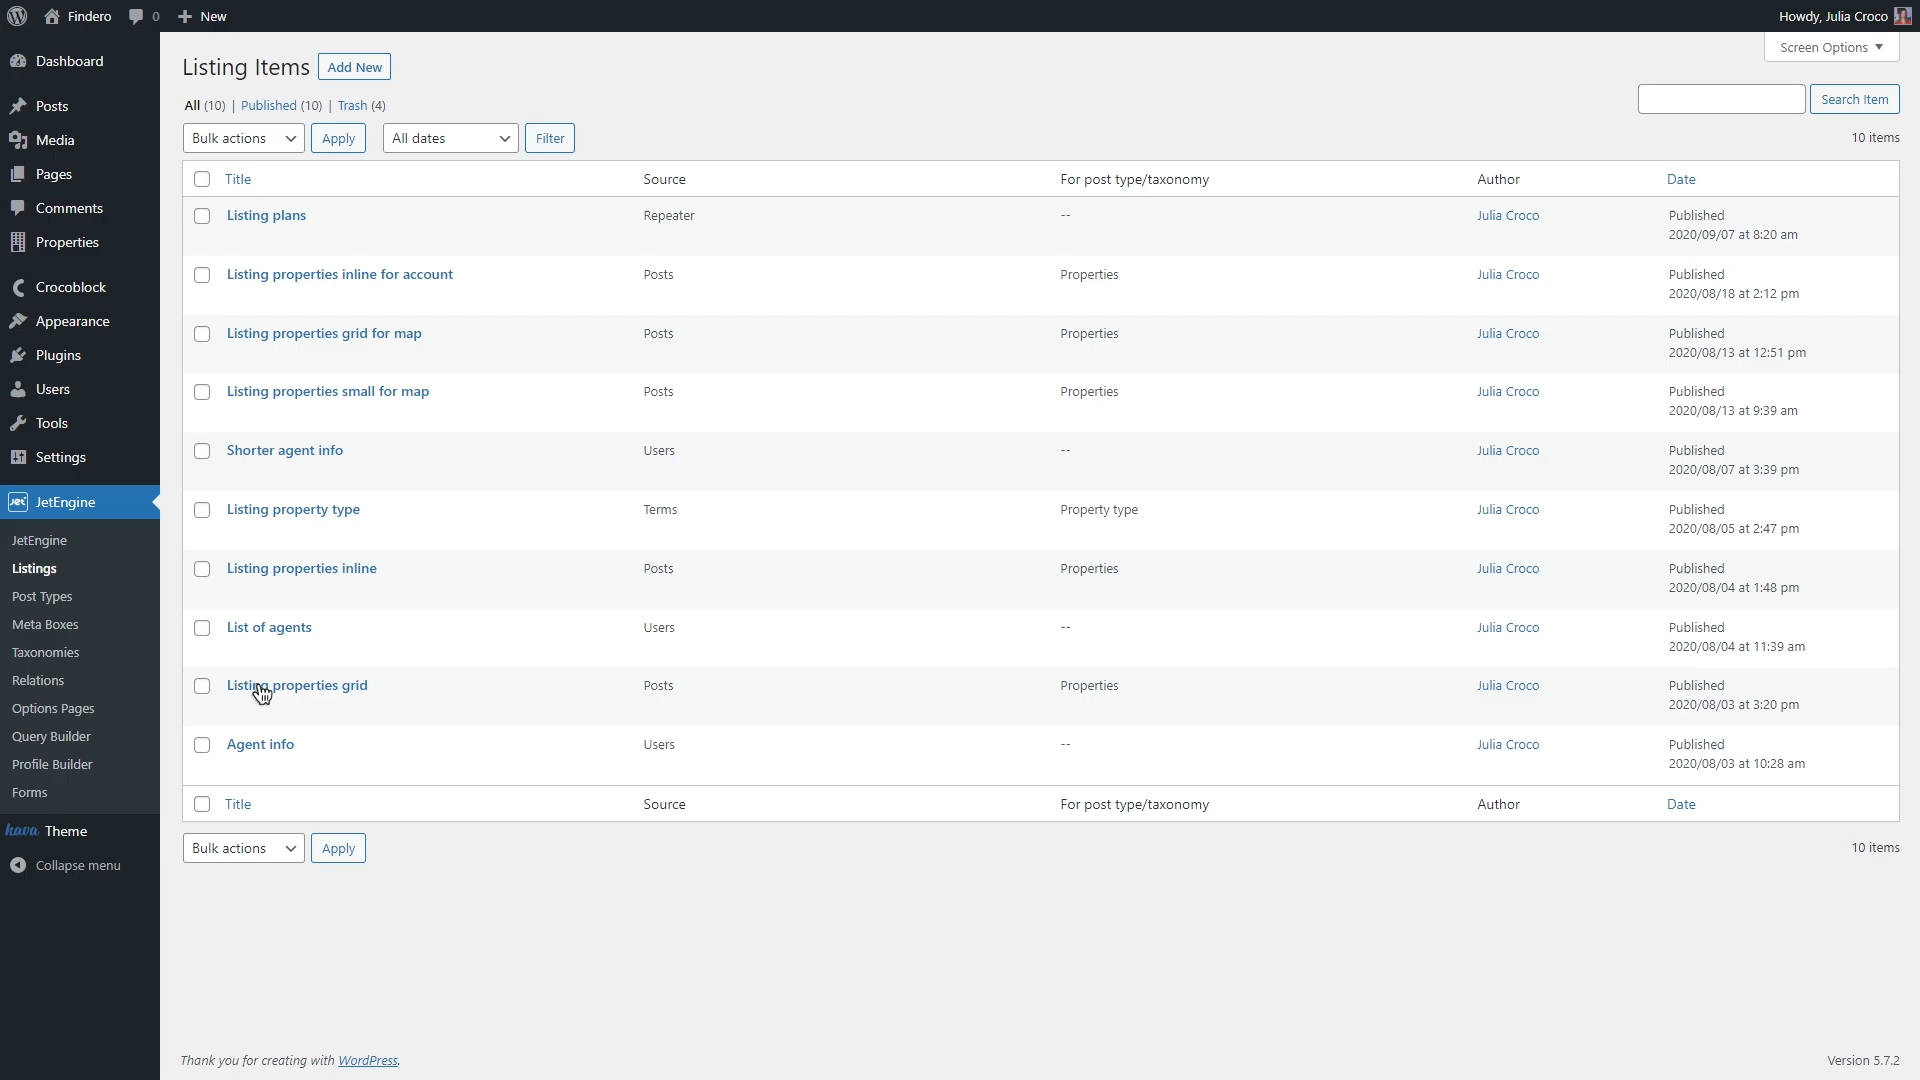 Findero 0 New Howdy, Julia Croco
Screen Options
Dashboard
Posts
Media
Pages
Comments
Properties
Crocoblock
Appearance
Plugins
Users
Tools
Settings
Jet JetEngine
JetEngine
Listings
Post Types
Meta Boxes
Taxonomies
Relations
Options Pages
Query Builder
Profile Builder
Forms
kava Theme
Collapse menu
Listing Items Add New
All (10) | Published (10) | Trash (4)
Search Item
Bulk actions Apply All dates Filter 10 items
Title Source For post type/taxonomy Author Date
Listing plans Repeater -- Julia Croco Published
2020/09/07 at 8:20 am
Listing properties inline for account Posts Properties Julia Croco Published
2020/08/18 at 2:12 pm
Listing properties grid for map Posts Properties Julia Croco Published
2020/08/13 at 12:51 pm
Listing properties small for map Posts Properties Julia Croco Published
2020/08/13 at 9:39 am
Shorter agent info Users -- Julia Croco Published
2020/08/07 at 3:39 pm
Listing property type Terms Property type Julia Croco Published
2020/08/05 at 2:47 pm
Listing properties inline Posts Properties Julia Croco Published
2020/08/04 at 1:48 pm
List of agents Users -- Julia Croco Published
2020/08/04 at 11:39 am
Listing properties grid Posts Properties Julia Croco Published
2020/08/03 at 3:20 pm
Agent info Users -- Julia Croco Published
2020/08/03 at 10:28 am
Title Source For post type/taxonomy Author Date
Bulk actions Apply 10 items
Thank you for creating with WordPress. Version 5.7.2